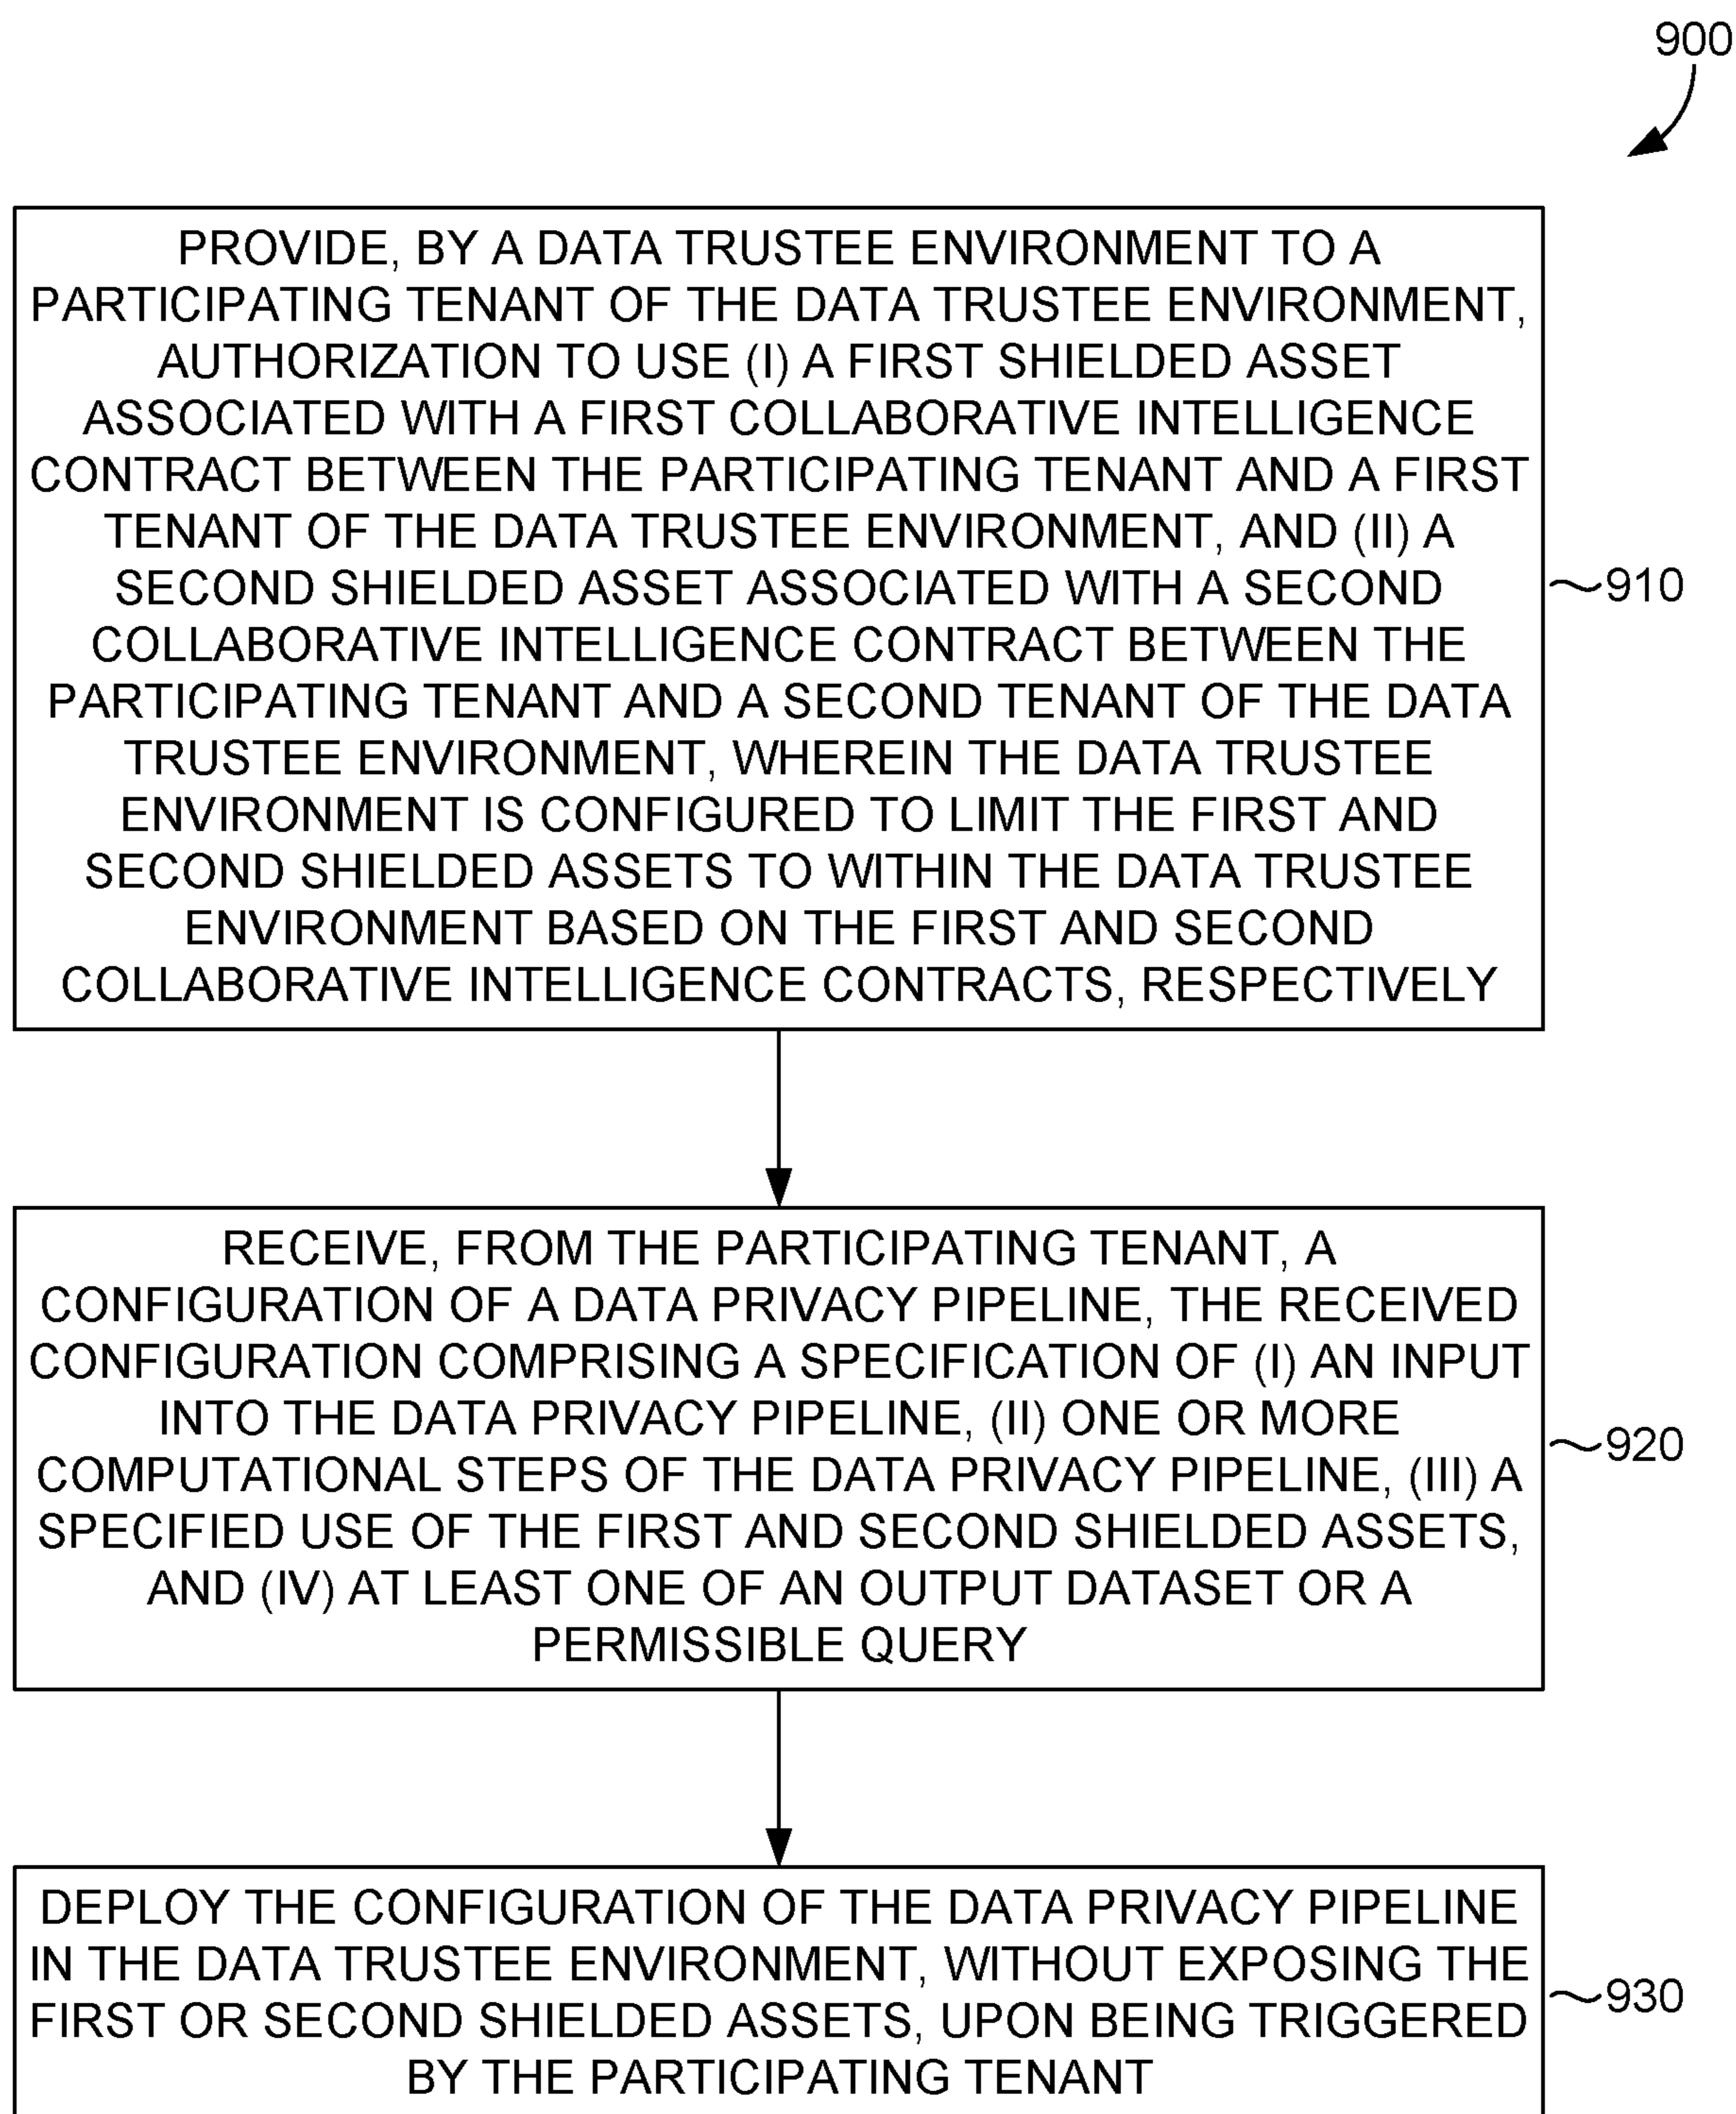 900
PROVIDE, BY A DATA TRUSTEE ENVIRONMENT TO A
PARTICIPATING TENANT OF THE DATA TRUSTEE ENVIRONMENT,
AUTHORIZATION TO USE (I) A FIRST SHIELDED ASSET
ASSOCIATED WITH A FIRST COLLABORATIVE INTELLIGENCE
CONTRACT BETWEEN THE PARTICIPATING TENANT AND A FIRST
TENANT OF THE DATA TRUSTEE ENVIRONMENT, AND (II) A
SECOND SHIELDED ASSET ASSOCIATED WITH A SECOND
COLLABORATIVE INTELLIGENCE CONTRACT BETWEEN THE
PARTICIPATING TENANT AND A SECOND TENANT OF THE DATA
TRUSTEE ENVIRONMENT, WHEREIN THE DATA TRUSTEE
ENVIRONMENT IS CONFIGURED TO LIMIT THE FIRST AND
SECOND SHIELDED ASSETS TO WITHIN THE DATA TRUSTEE
ENVIRONMENT BASED ON THE FIRST AND SECOND
COLLABORATIVE INTELLIGENCE CONTRACTS, RESPECTIVELY
910
RECEIVE, FROM THE PARTICIPATING TENANT, A
CONFIGURATION OF A DATA PRIVACY PIPELINE, THE RECEIVED
CONFIGURATION COMPRISING A SPECIFICATION OF (I) AN INPUT
INTO THE DATA PRIVACY PIPELINE, (II) ONE OR MORE
COMPUTATIONAL STEPS OF THE DATA PRIVACY PIPELINE, (III) A
SPECIFIED USE OF THE FIRST AND SECOND SHIELDED ASSETS,
AND (IV) AT LEAST ONE OF AN OUTPUT DATASET OR A
PERMISSIBLE QUERY
920
DEPLOY THE CONFIGURATION OF THE DATA PRIVACY PIPELINE
IN THE DATA TRUSTEE ENVIRONMENT, WITHOUT EXPOSING THE
FIRST OR SECOND SHIELDED ASSETS, UPON BEING TRIGGERED
BY THE PARTICIPATING TENANT
930